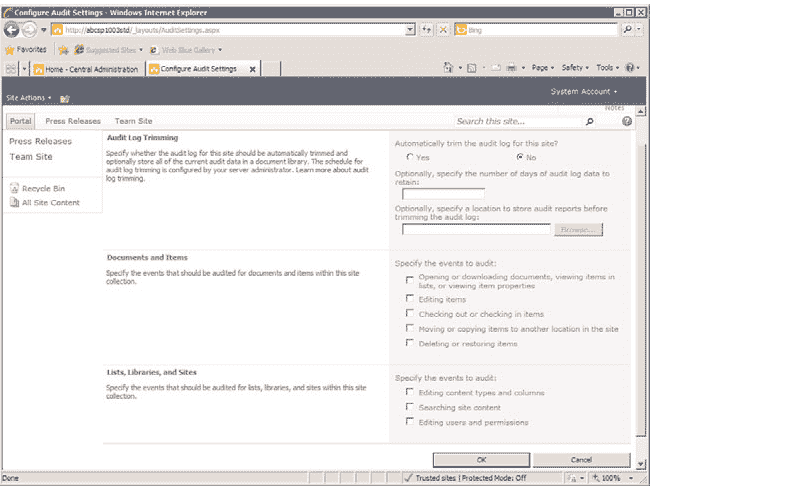 Configure Audit Settings - Windows Internet Explorer
http://abcsp1003std/_layouts/AuditSettings.aspx
Bing
Favorites
Suggested Sites
Web Slice Gallery
Home - Central Administration
Configure Audit Settings
Page
Safety
Tools
Site Actions
System Account
Notes
Portal
Press Releases
Team Site
Search this site...
Press Releases
Team Site
Recycle Bin
All Site Content
Audit Log Trimming
Specify whether the audit log for this site should be automatically trimmed and
optionally store all of the current audit data in a document library. The schedule for
audit log trimming is configured by your server administrator. Learn more about audit
log trimming.
Automatically trim the audit log for this site?
Yes
No
Optionally, specify the number of days of audit log data to
retain:
Optionally, specify a location to store audit reports before
trimming the audit log:
Browse...
Documents and Items
Specify the events that should be audited for documents and items within this site
collection.
Specify the events to audit:
Opening or downloading documents, viewing items in
lists, or viewing item properties
Editing items
Checking out or checking in items
Moving or copying items to another location in the site
Deleting or restoring items
Lists, Libraries, and Sites
Specify the events that should be audited for lists, libraries, and sites within this site
collection.
Specify the events to audit:
Editing content types and columns
Searching site content
Editing users and permissions
OK
Cancel
Done
Trusted sites | Protected Mode: Off
100%